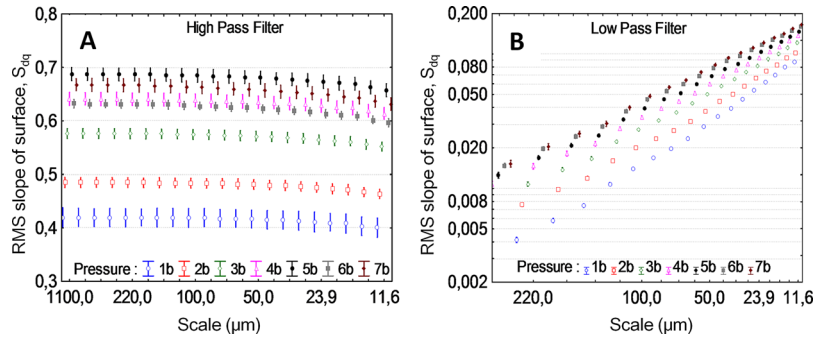 High Pass Filter
A
RMS slope of surface, Sdq
0,8
0,7
0,6
0,5
0,4
0,3
Pressure : 1b 2b 3b 4b 5b 6b 7b
1100,0 220,0 100,0 50,0 23,9 11,6
Scale (µm)
Low Pass Filter
B
RMS slope of surface, Sdq
0,200
0,080
0,050
0,020
0,008
0,005
0,002
Pressure : 1b 2b 3b 4b 5b 6b 7b
220,0 100,0 50,0 23,9 11,6
Scale (µm)